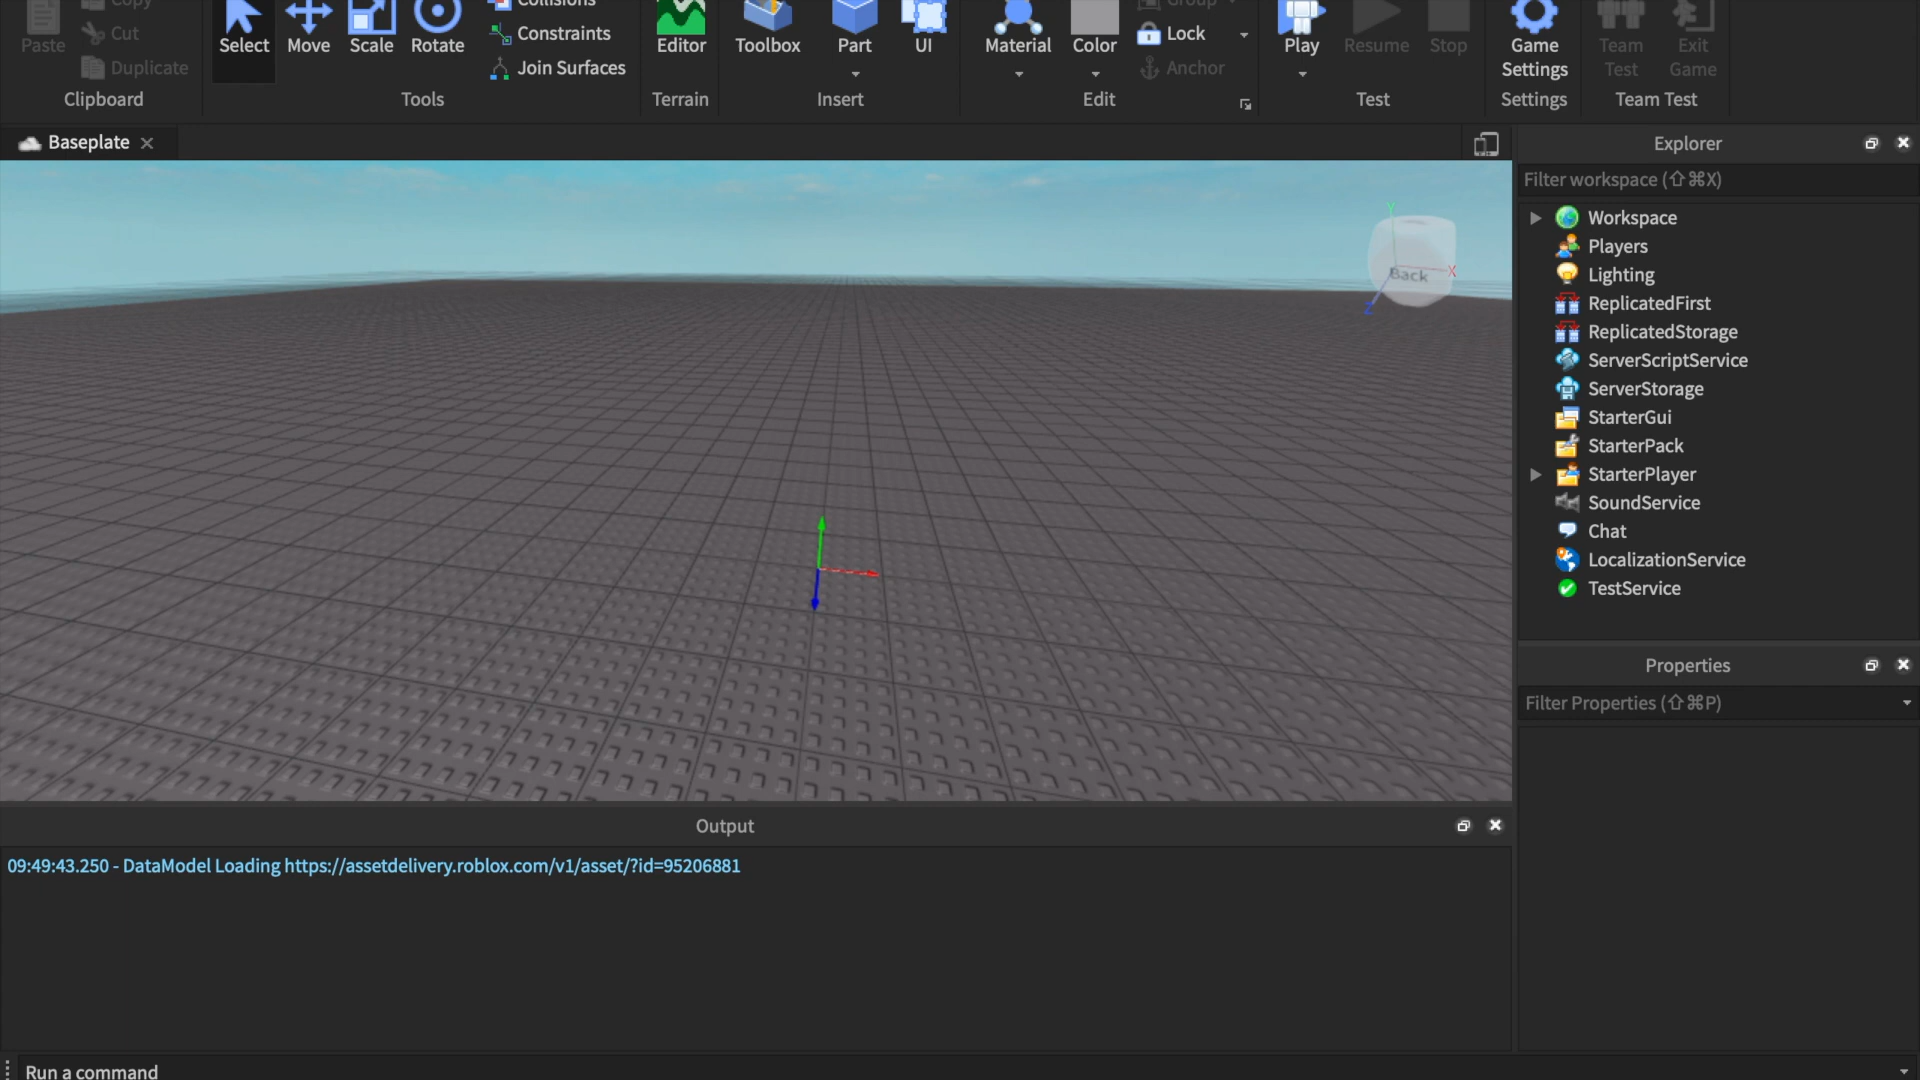 Copy
Collisions
Group
Paste
Cut
Select
Move
Scale
Rotate
Constraints
Editor
Toolbox
Part
UI
Material
Color
Lock
Play
Resume
Stop
Game Settings
Team Test
Exit Game
Duplicate
Join Surfaces
Anchor
Clipboard
Tools
Terrain
Insert
Edit
Test
Settings
Team Test
Baseplate
Explorer
Filter workspace (⇧⌘X)
Workspace
Players
Lighting
ReplicatedFirst
ReplicatedStorage
ServerScriptService
ServerStorage
StarterGui
StarterPack
StarterPlayer
SoundService
Chat
LocalizationService
TestService
Y
X
Z
Back
Properties
Filter Properties (⇧⌘P)
Output
09:49:43.250 - DataModel Loading https://assetdelivery.roblox.com/v1/asset/?id=95206881
Run a command